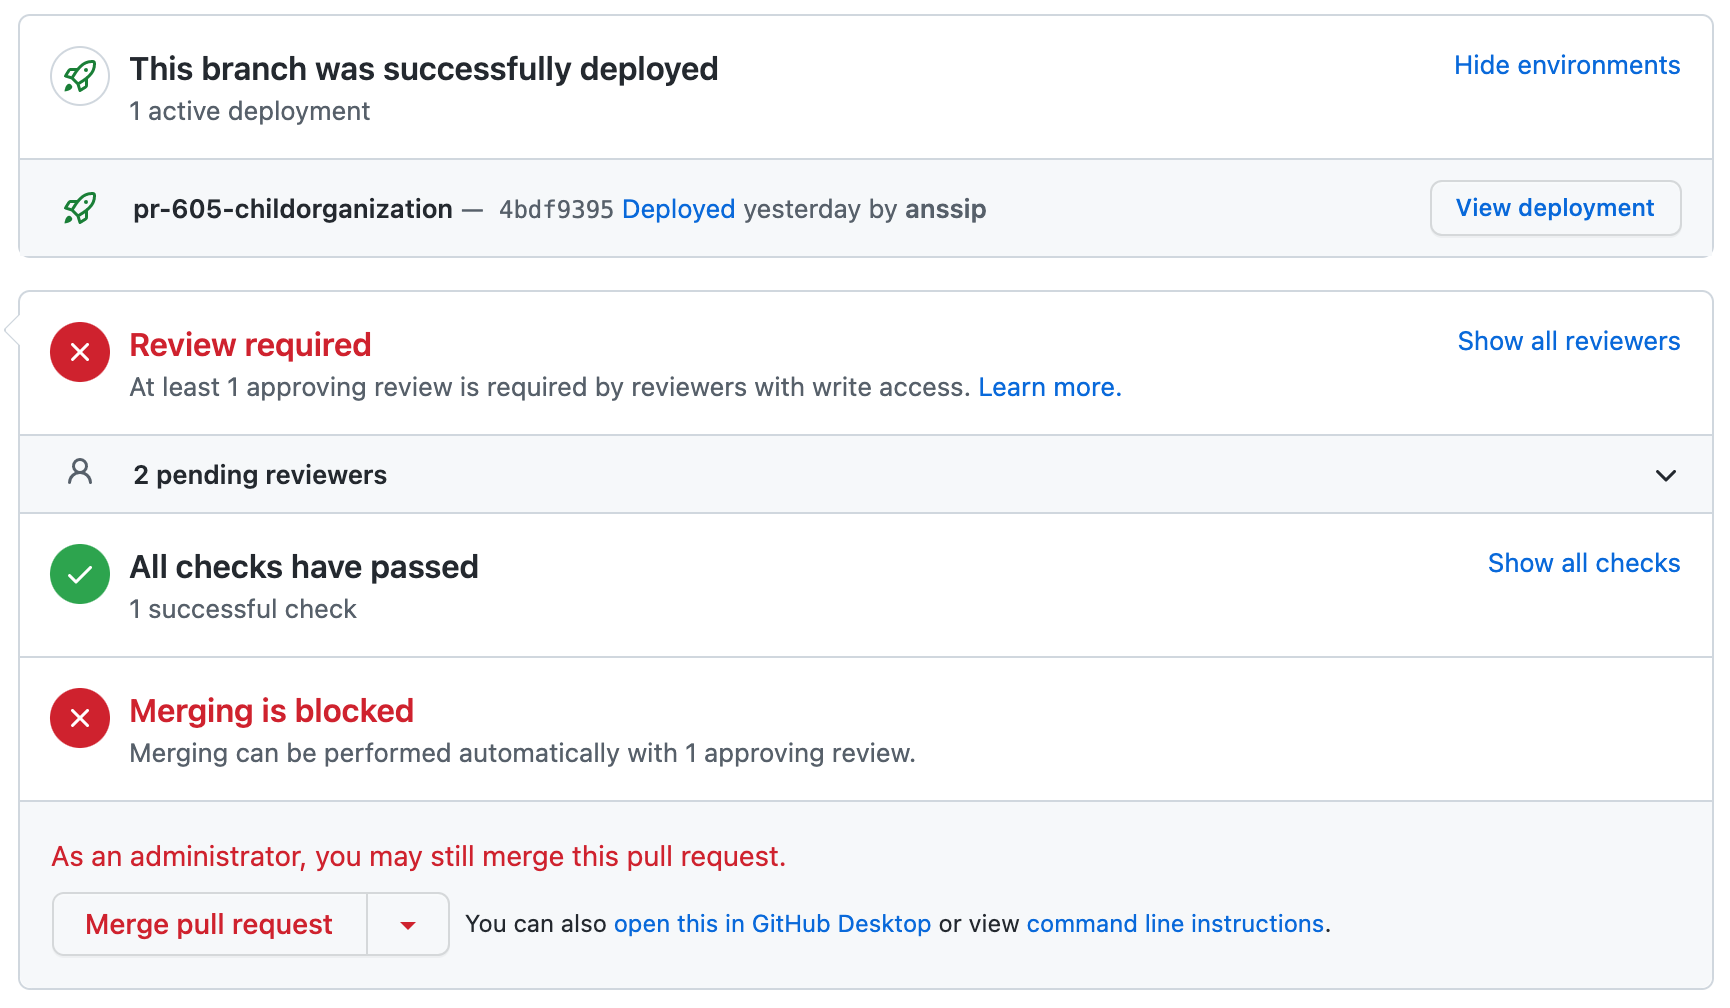 This branch was successfully deployed
Hide environments
1 active deployment
pr-605-childorganization — 4bdf9395 Deployed yesterday by anssip
View deployment
Review required
Show all reviewers
At least 1 approving review is required by reviewers with write access. Learn more.
2 pending reviewers
All checks have passed
Show all checks
1 successful check
Merging is blocked
Merging can be performed automatically with 1 approving review.
As an administrator, you may still merge this pull request.
Merge pull request
You can also open this in GitHub Desktop or view command line instructions.